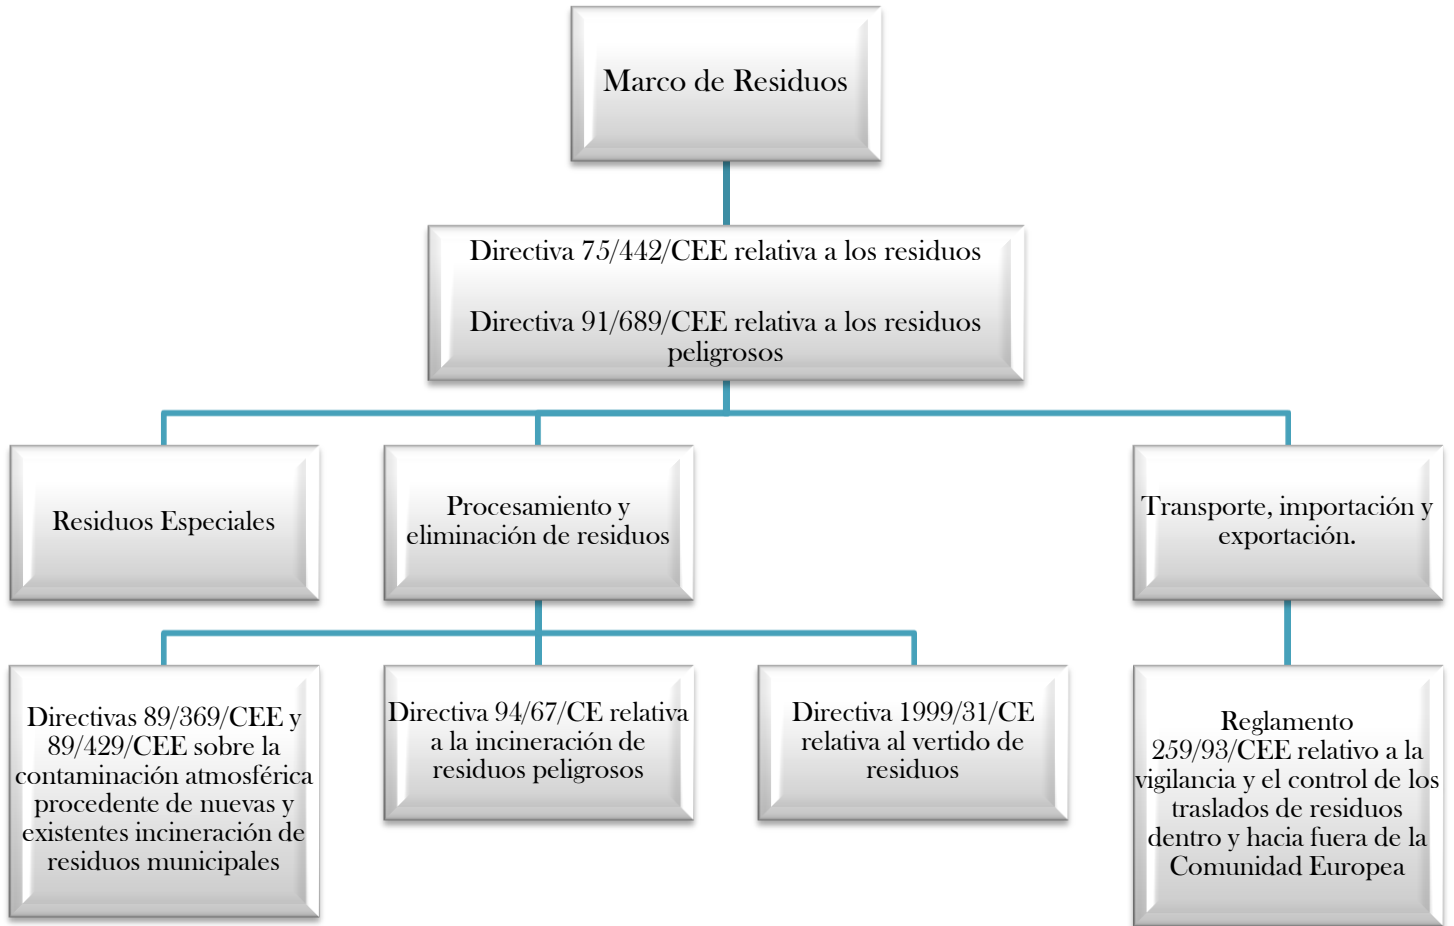 Marco de Residuos
Directiva 75/442/CEE relativa a los residuos
Directiva 91/689/CEE relativa a los residuos
peligrosos
Residuos Especiales
Procesamiento y
eliminación de residuos
Transporte, importación y
exportación.
Directivas 89/369/CEE y
89/429/CEE sobre la
contaminación atmosférica
procedente de nuevas y
existentes incineración de
residuos municipales
Directiva 94/67/CE relativa
a la incineración de
residuos peligrosos
Directiva 1999/31/CE
relativa al vertido de
residuos
Reglamento
259/93/CEE relativo a la
vigilancia y el control de los
traslados de residuos
dentro y hacia fuera de la
Comunidad Europea